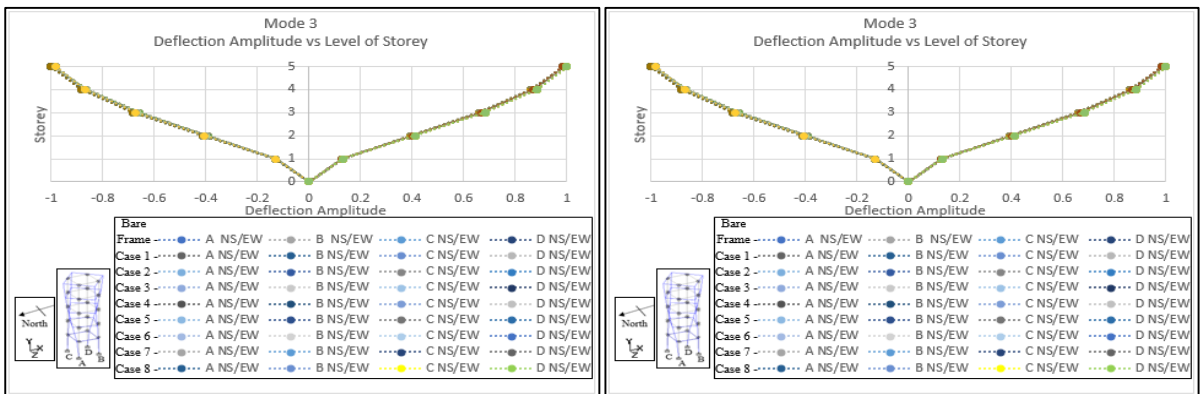 Mode 3
Deflection Amplitude vs Level of Storey
5
4
3
2
1
0
Storey
-1 -0.8 -0.6 -0.4 -0.2 0 0.2 0.4 0.6 0.8 1
Deflection Amplitude
Bare
Frame - A NS/EW B NS/EW C NS/EW D NS/EW
Case 1 - A NS/EW B NS/EW C NS/EW D NS/EW
Case 2 - A NS/EW B NS/EW C NS/EW D NS/EW
Case 3 - A NS/EW B NS/EW C NS/EW D NS/EW
Case 4 - A NS/EW B NS/EW C NS/EW D NS/EW
Case 5 - A NS/EW B NS/EW C NS/EW D NS/EW
Case 6 - A NS/EW B NS/EW C NS/EW D NS/EW
Case 7 - A NS/EW B NS/EW C NS/EW D NS/EW
Case 8 - A NS/EW B NS/EW C NS/EW D NS/EW
North
Y
X
Z
C A D B
Mode 3
Deflection Amplitude vs Level of Storey
5
4
3
2
1
0
Storey
-1 -0.8 -0.6 -0.4 -0.2 0 0.2 0.4 0.6 0.8 1
Deflection Amplitude
Bare
Frame - A NS/EW B NS/EW C NS/EW D NS/EW
Case 1 - A NS/EW B NS/EW C NS/EW D NS/EW
Case 2 - A NS/EW B NS/EW C NS/EW D NS/EW
Case 3 - A NS/EW B NS/EW C NS/EW D NS/EW
Case 4 - A NS/EW B NS/EW C NS/EW D NS/EW
Case 5 - A NS/EW B NS/EW C NS/EW D NS/EW
Case 6 - A NS/EW B NS/EW C NS/EW D NS/EW
Case 7 - A NS/EW B NS/EW C NS/EW D NS/EW
Case 8 - A NS/EW B NS/EW C NS/EW D NS/EW
North
Y
X
Z
C A D B